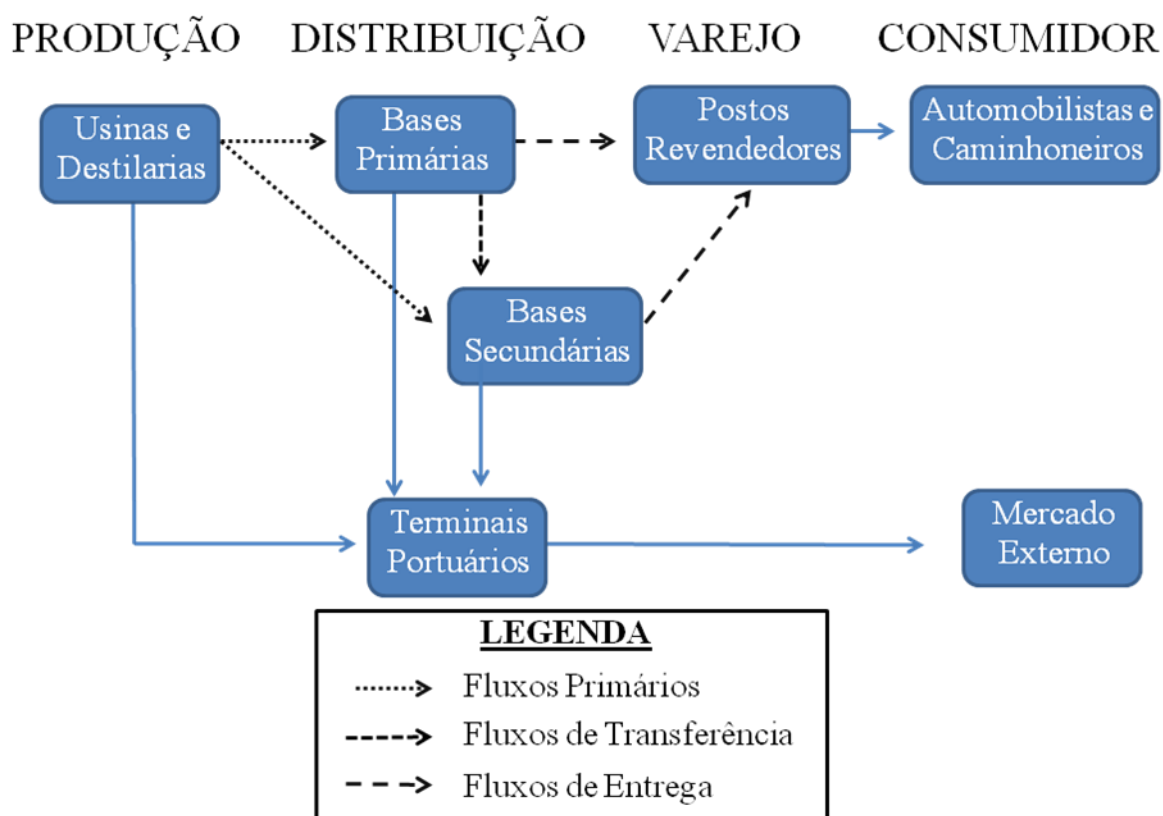 PRODUÇÃO DISTRIBUIÇÃO VAREJO CONSUMIDOR
Usinas e
Destilarias
Bases
Primárias
Postos
Revendedores
Automobilistas e
Caminhoneiros
Bases
Secundárias
Terminais
Portuários
Mercado
Externo
LEGENDA
Fluxos Primários
Fluxos de Transferência
Fluxos de Entrega